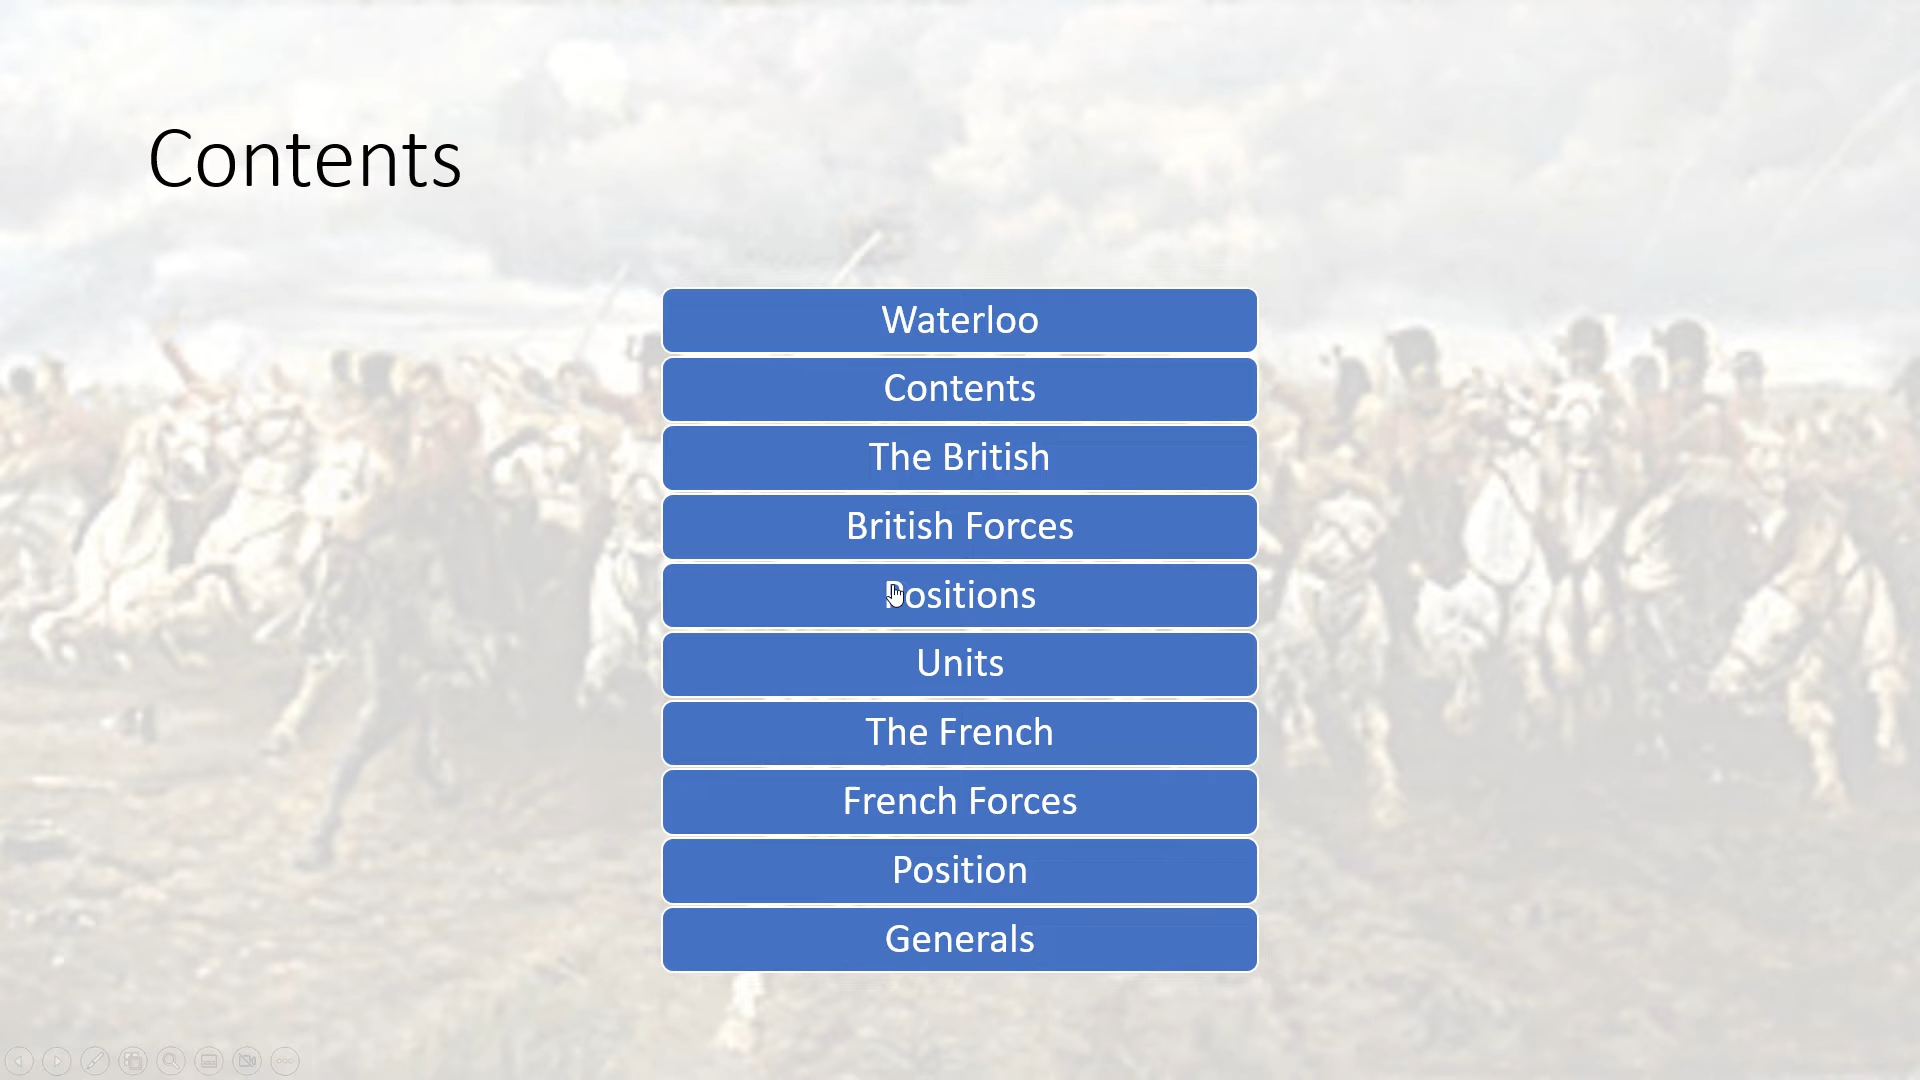 Contents
Waterloo
Contents
The British
British Forces
Positions
Units
The French
French Forces
Position
Generals